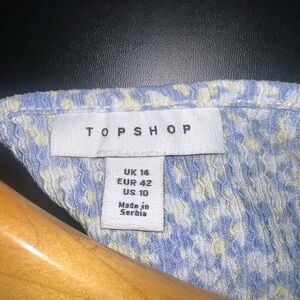 TOPSHOP
UK 14
EUR 42
US 10
Made in
Serbia